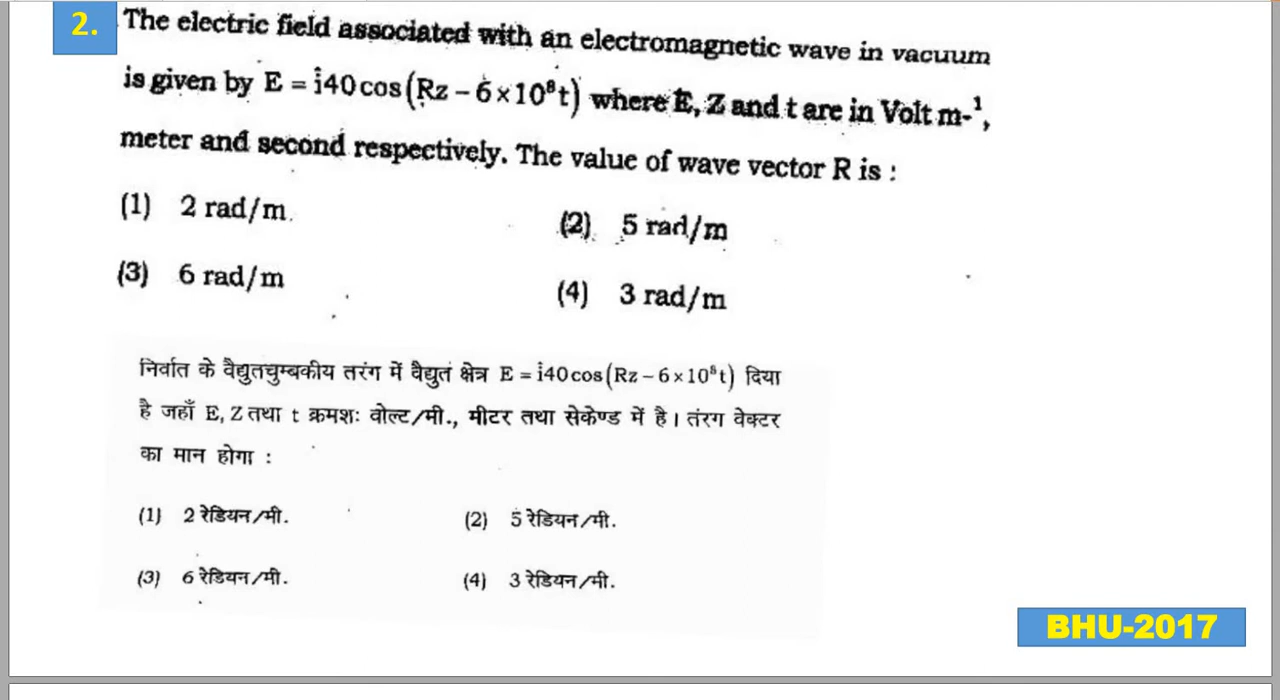 2.
The electric field associated with an electromagnetic wave in vacuum
is given by E = î40 cos(Rz − 6×10⁸t) where E, Z and t are in Volt m-¹,
meter and second respectively. The value of wave vector R is :
(1) 2 rad/m.
(2) 5 rad/m
(3) 6 rad/m
(4) 3 rad/m
निर्वात के वैद्युतचुम्बकीय तरंग में वैद्युत क्षेत्र E = î40 cos(Rz − 6×10⁸t) दिया
है जहाँ E, Z तथा t क्रमशः वोल्ट/मी., मीटर तथा सेकेण्ड में है। तंरग वेक्टर
का मान होगा :
(1) 2 रेडियन/मी.
(2) 5 रेडियन/मी.
(3) 6 रेडियन/मी.
(4) 3 रेडियन/मी.
BHU-2017